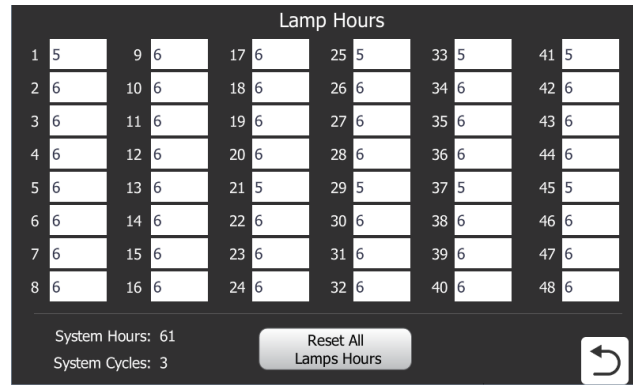 Lamp Hours
1 5 9 6 17 6 25 5 33 5 41 5
2 6 10 6 18 6 26 6 34 6 42 6
3 6 11 6 19 6 27 6 35 6 43 6
4 6 12 6 20 6 28 6 36 6 44 6
5 6 13 6 21 5 29 5 37 5 45 5
6 6 14 6 22 6 30 6 38 6 46 6
7 6 15 6 23 6 31 6 39 6 47 6
8 6 16 6 24 6 32 6 40 6 48 6
System Hours: 61
System Cycles: 3
Reset All
Lamps Hours